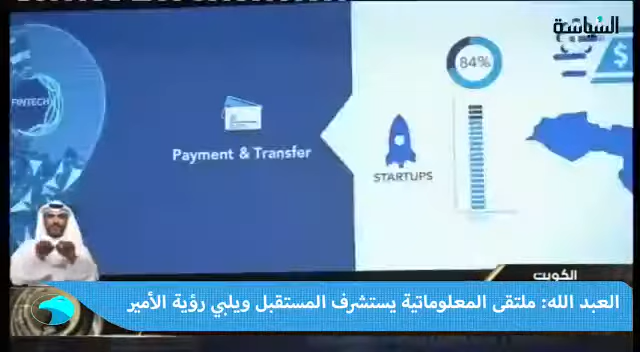 السياسة
84%
$
FINTECH
Payment & Transfer
STARTUPS
الكويت
العبد الله: ملتقى المعلوماتية يستشرف المستقبل ويلبي رؤية الأمير